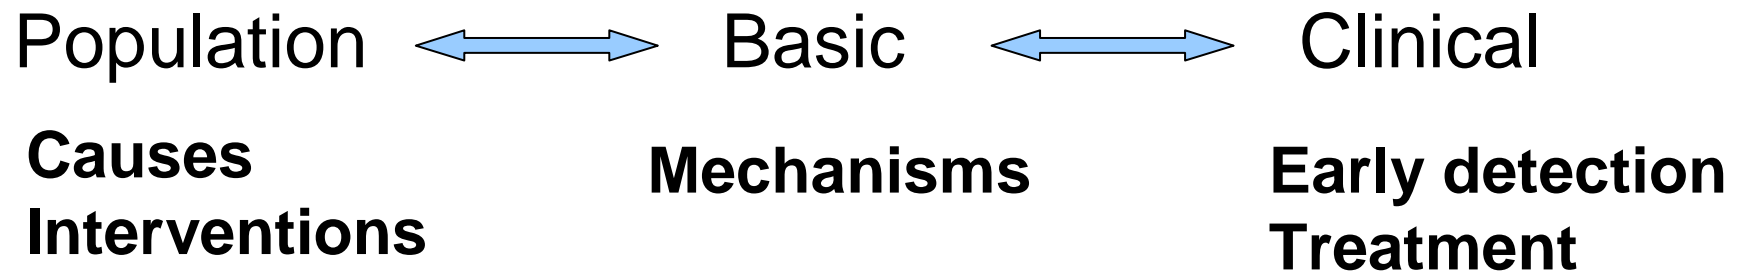 Population Basic Clinical
Causes
Interventions
Mechanisms
Early detection
Treatment